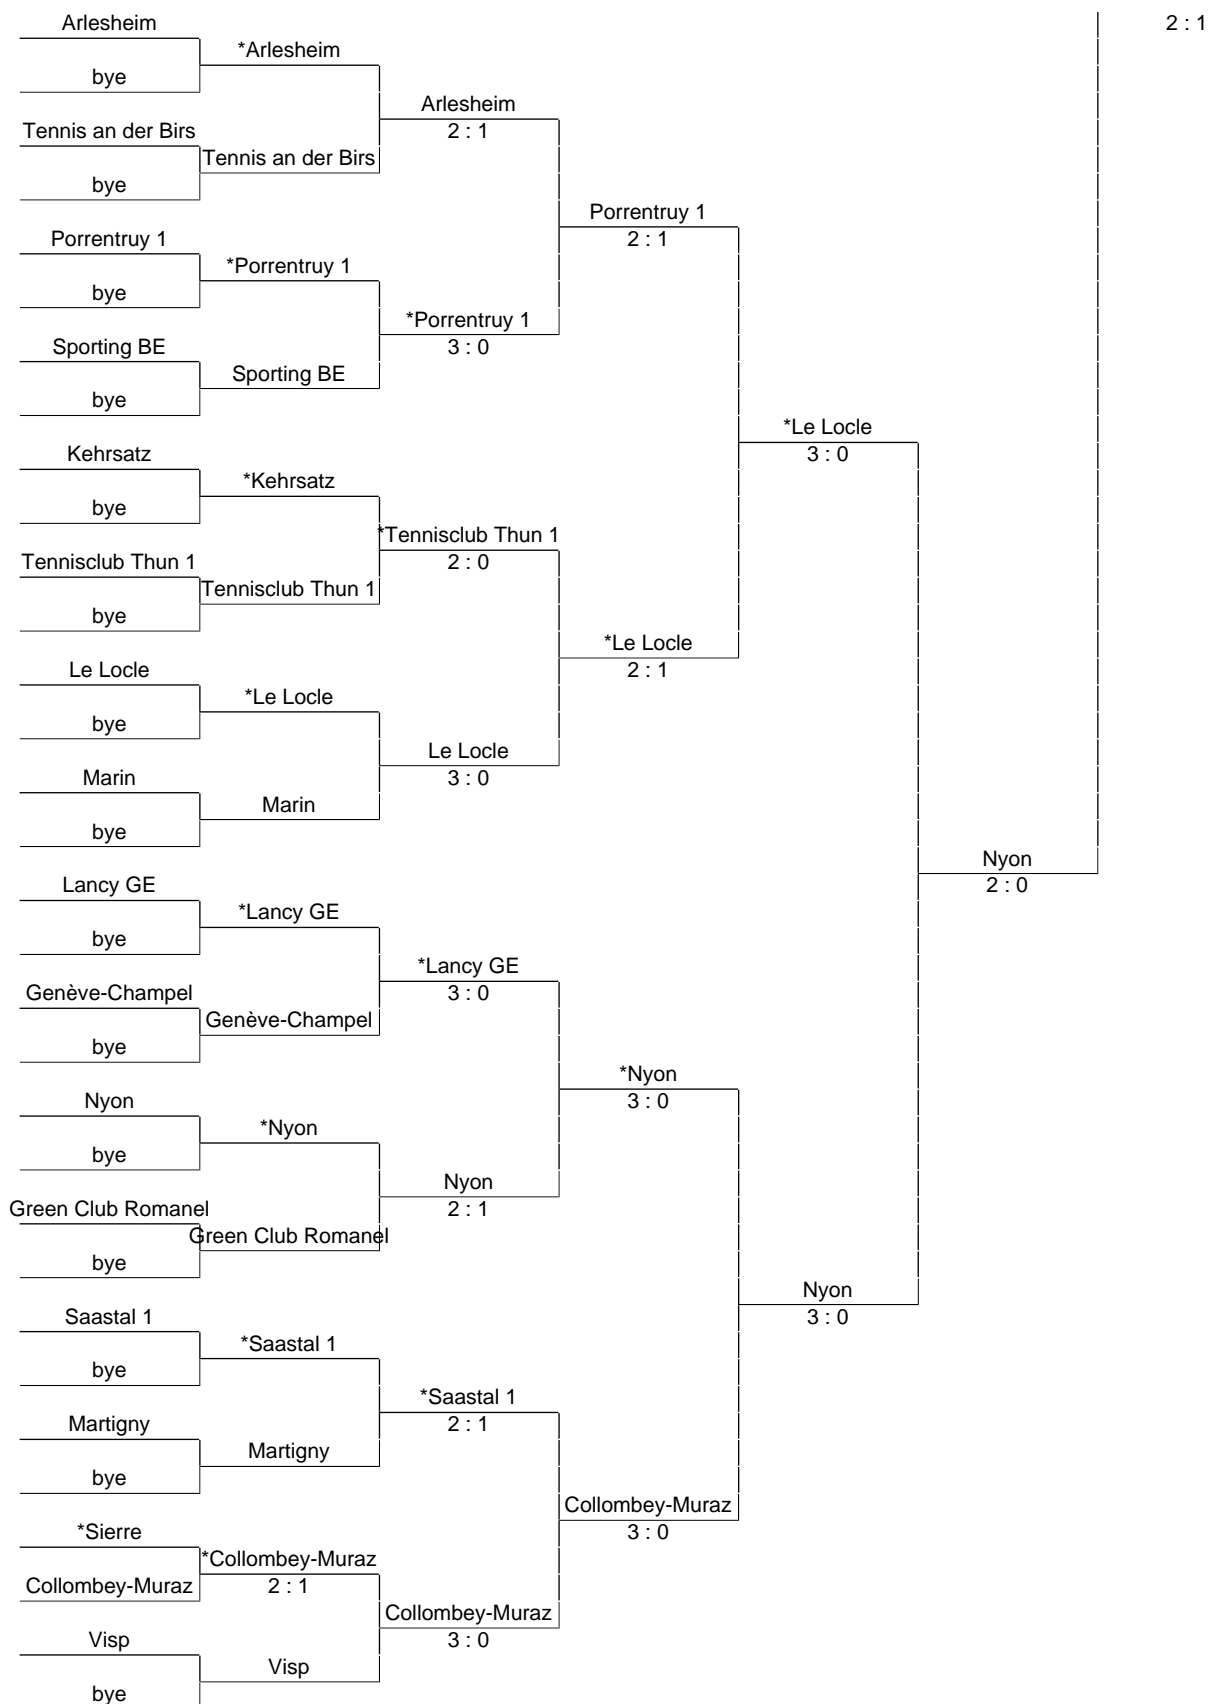 Arlesheim
2 : 1
*Arlesheim
bye
Arlesheim
2 : 1
Tennis an der Birs
Tennis an der Birs
bye
Porrentruy 1
2 : 1
Porrentruy 1
*Porrentruy 1
bye
*Porrentruy 1
3 : 0
Sporting BE
Sporting BE
bye
*Le Locle
3 : 0
Kehrsatz
*Kehrsatz
bye
*Tennisclub Thun 1
2 : 0
Tennisclub Thun 1
Tennisclub Thun 1
bye
*Le Locle
2 : 1
Le Locle
*Le Locle
bye
Le Locle
3 : 0
Marin
Marin
bye
Nyon
2 : 0
Lancy GE
*Lancy GE
bye
*Lancy GE
3 : 0
Genève-Champel
Genève-Champel
bye
*Nyon
3 : 0
Nyon
*Nyon
bye
Nyon
2 : 1
Green Club Romanel
Green Club Romanel
bye
Nyon
3 : 0
Saastal 1
*Saastal 1
bye
*Saastal 1
2 : 1
Martigny
Martigny
bye
Collombey-Muraz
3 : 0
*Sierre
*Collombey-Muraz
2 : 1
Collombey-Muraz
Collombey-Muraz
3 : 0
Visp
Visp
bye